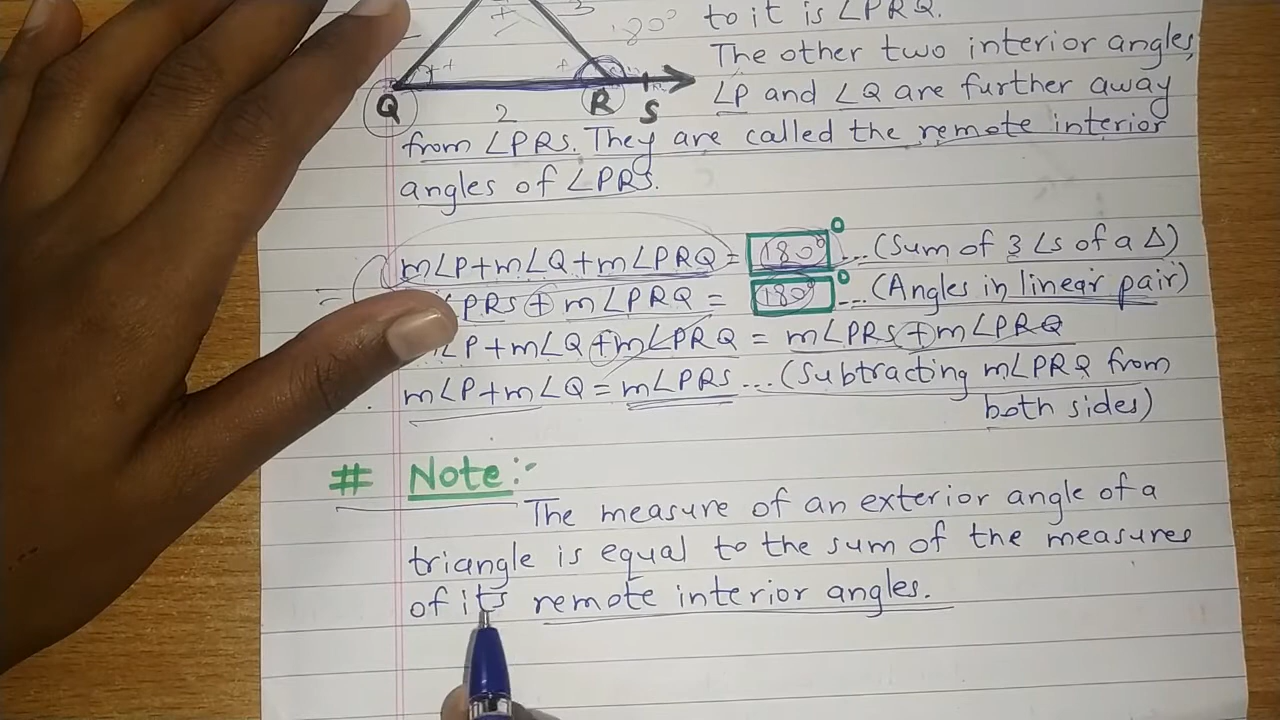 to it is ∠PRQ.
3
180°
The other two interior angles,
∠P and ∠Q are further away
Q
2
R
S
from ∠PRS. They are called the remote interior
angles of ∠PRS.
m∠P+m∠Q+m∠PRQ = 180° ... (Sum of 3 ∠s of a Δ)
= ∠PRS + m∠PRQ = 180° ... (Angles in linear pair)
∠P+m∠Q+m∠PRQ = m∠PRS+m∠PRQ
m∠P+m∠Q = m∠PRS ... (Subtracting m∠PRQ from
both sides)
# Note:-
The measure of an exterior angle of a
triangle is equal to the sum of the measures
of its remote interior angles.